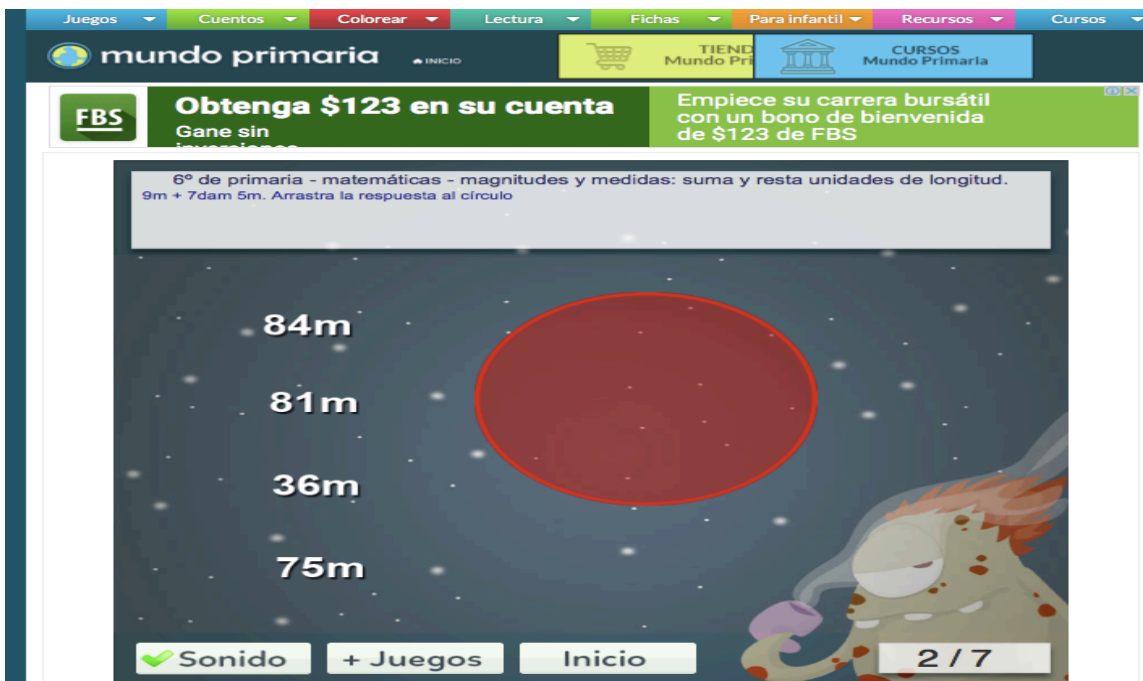 Juegos Cuentos Colorear Lectura Fichas Para infantil Recursos Cursos
mundo primaria INICIO
TIEND
Mundo Pri
CURSOS
Mundo Primaria
FBS
Obtenga $123 en su cuenta
Gane sin
Empiece su carrera bursátil
con un bono de bienvenida
de $123 de FBS
6º de primaria - matemáticas - magnitudes y medidas: suma y resta unidades de longitud.
9m + 7dam 5m. Arrastra la respuesta al círculo
84m
81m
36m
75m
Sonido
+ Juegos
Inicio
2 / 7